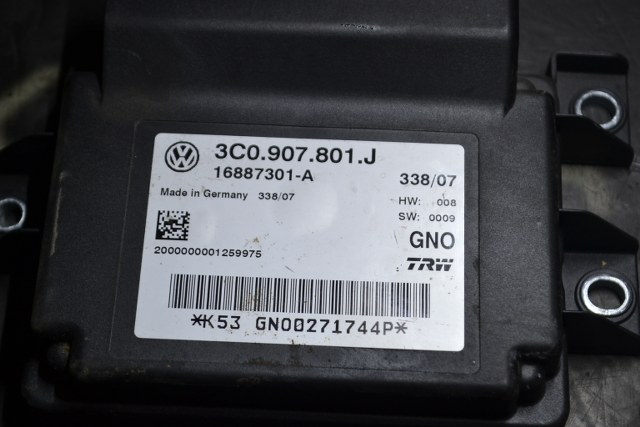 3C0.907.801.J
16887301-A
338/07
Made in Germany 338/07
HW: 008
SW: 0009
GNO
2000000001259975
TRW
*K53 GNO0271744P*